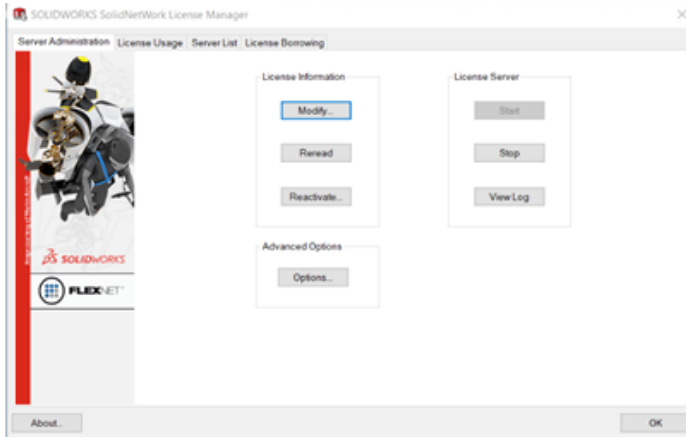 SOLIDWORKS SolidNetWork License Manager
Server Administration License Usage Server List License Borrowing
License Information
Modify...
Reread
Reactivate...
License Server
Start
Stop
View Log
Advanced Options
Options...
SOLIDWORKS
FLEXNET
About...
OK